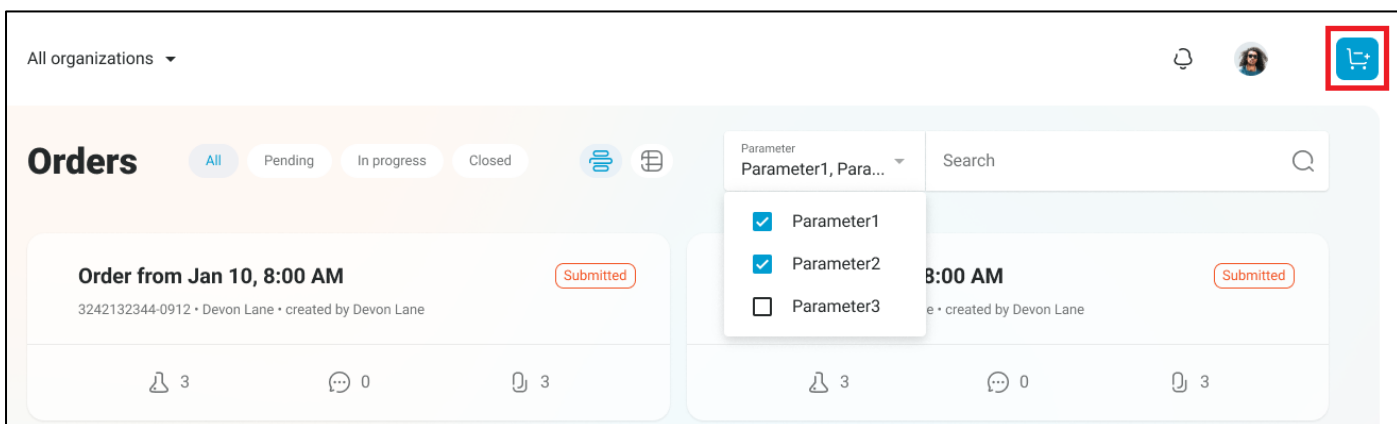 All organizations
Orders
All
Pending
In progress
Closed
Parameter
Parameter1, Para...
Search
Parameter1
Parameter2
Parameter3
Order from Jan 10, 8:00 AM
Submitted
3242132344-0912 • Devon Lane • created by Devon Lane
3
0
3
8:00 AM
Submitted
e • created by Devon Lane
3
0
3